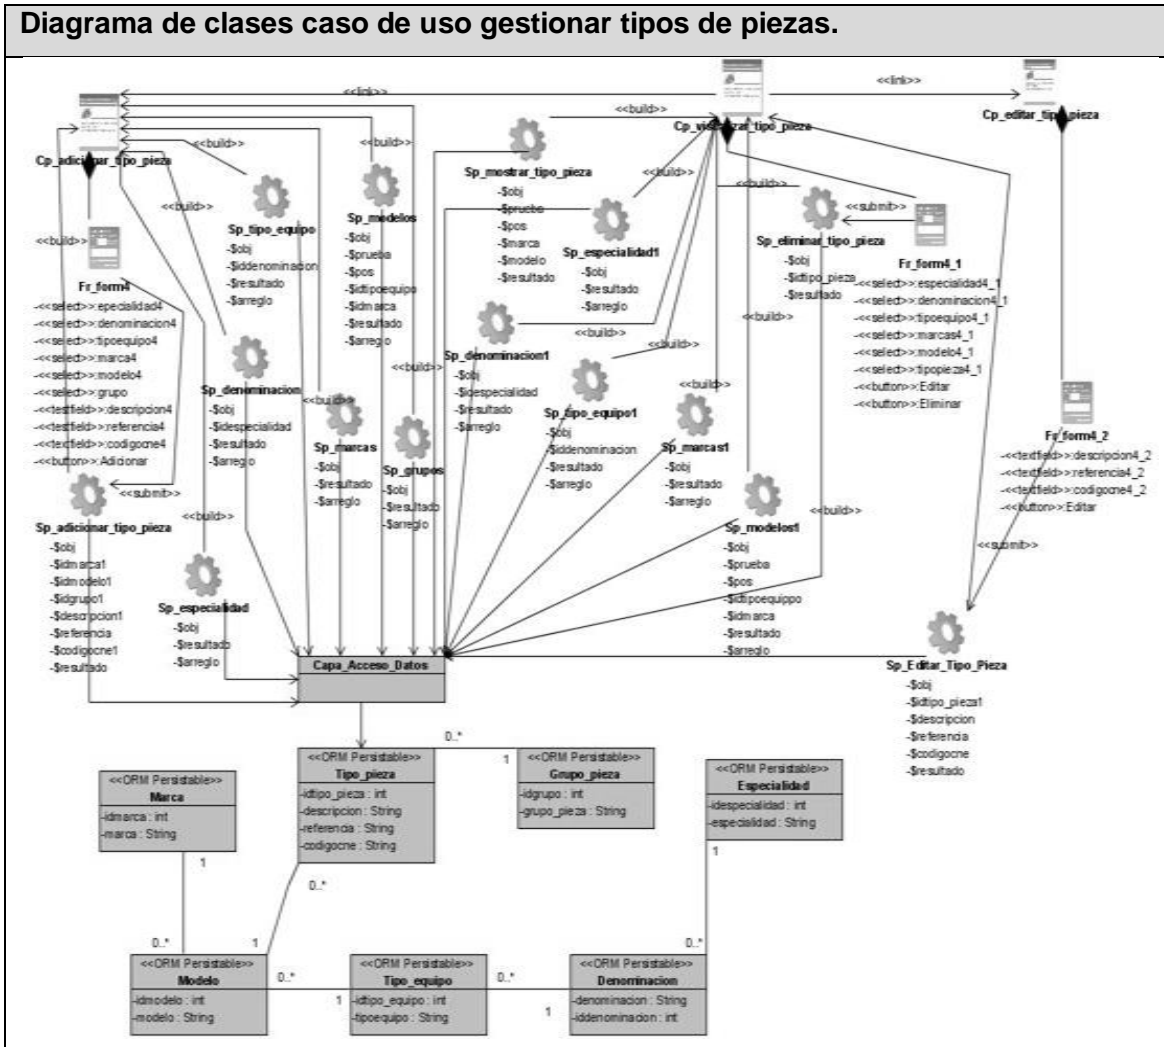 Diagrama de clases caso de uso gestionar tipos de piezas.
<<link>>
<<link>>
Cp_adicionar_tipo_pieza
Cp_visualizar_tipo_pieza
Cp_editar_tipo_pieza
<<build>>
Fr_form4
-<<select>>:epecialidad4
-<<select>>:denominacion4
-<<select>>:tipoequipo4
-<<select>>:marca4
-<<select>>:modelo4
-<<select>>:grupo
-<<textfield>>:descripcion4
-<<textfield>>:referencia4
-<<textfield>>:codigocne4
-<<button>>:Adicionar
<<submit>>
Sp_adicionar_tipo_pieza
-$obj
-$idmarca1
-$idmodelo1
-$idgrupo1
-$descripcion1
-$referencia
-$codigocne1
-$resultado
<<build>>
Sp_tipo_equipo
-$obj
-$iddenominacion
-$resultado
-$arreglo
<<build>>
Sp_denominacion
-$obj
-$idespecialidad
-$resultado
-$arreglo
<<build>>
Sp_especialidad
-$obj
-$resultado
-$arreglo
<<build>>
Sp_modelos
-$obj
-$prueba
-$pos
-$idtipoequipo
-$idmarca
-$resultado
-$arreglo
<<build>>
Sp_marcas
-$obj
-$resultado
-$arreglo
<<build>>
Sp_grupos
-$obj
-$resultado
-$arreglo
<<build>>
Sp_mostrar_tipo_pieza
-$obj
-$prueba
-$pos
-$marca
-$modelo
-$resultado
<<build>>
Sp_especialidad1
-$obj
-$resultado
-$arreglo
<<build>>
Sp_denominacion1
-$obj
-$idespecialidad
-$resultado
-$arreglo
<<build>>
Sp_tipo_equipo1
-$obj
-$iddenominacion
-$resultado
-$arreglo
<<build>>
Sp_marcas1
-$obj
-$resultado
-$arreglo
<<build>>
<<build>>
Sp_modelos1
-$obj
-$prueba
-$pos
-$idtipoequippo
-$idmarca
-$resultado
-$arreglo
<<build>>
Sp_eliminar_tipo_pieza
-$obj
-$idtipo_pieza
-$resultado
<<submit>>
Fr_form4_1
-<<select>>:especialidad4_1
-<<select>>:denominacion4_1
-<<select>>:tipoequipo4_1
-<<select>>:marcas4_1
-<<select>>:modelo4_1
-<<select>>:tipopieza4_1
-<<button>>:Editar
-<<button>>:Eliminar
Fr_form4_2
-<<textfield>>:descripcion4_2
-<<textfield>>:referencia4_2
-<<textfield>>:codigocne4_2
-<<button>>:Editar
<<submit>>
Sp_Editar_Tipo_Pieza
-$obj
-$idtipo_pieza1
-$descripcion
-$referencia
-$codigocne
-$resultado
Capa_Acceso_Datos
<<ORM Persistable>>
Tipo_pieza
-idtipo_pieza : int
-descripcion : String
-referencia : String
-codigocne : String
0..*
1
<<ORM Persistable>>
Grupo_pieza
-idgrupo : int
-grupo_pieza : String
<<ORM Persistable>>
Especialidad
-idespecialidad : int
-especialidad : String
1
<<ORM Persistable>>
Marca
-idmarca : int
-marca : String
1
0..*
0..*
1
0..*
<<ORM Persistable>>
Modelo
-idmodelo : int
-modelo : String
0..*
1
<<ORM Persistable>>
Tipo_equipo
-idtipo_equipo : int
-tipoequipo : String
0..*
1
<<ORM Persistable>>
Denominacion
-denominacion : String
-iddenominacion : int